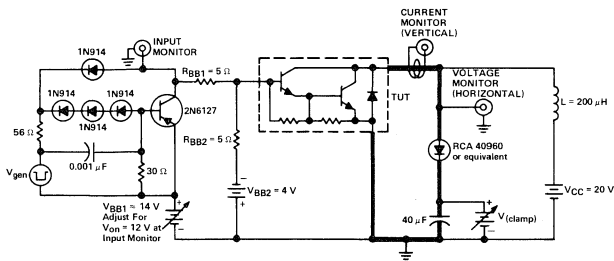 CURRENT
MONITOR
(VERTICAL)
INPUT
MONITOR
1N914
RBB1 = 5 Ω
VOLTAGE
MONITOR
(HORIZONTAL)
1N914
1N914
1N914
2N6127
TUT
L = 200 μH
56 Ω
RBB2 = 5 Ω
RCA 40960
or equivalent
0.001 μF
30 Ω
Vgen
VBB2 = 4 V
VCC = 20 V
VBB1 ≈ 14 V
Adjust For
Von = 12 V at
Input Monitor
40 μF
V(clamp)